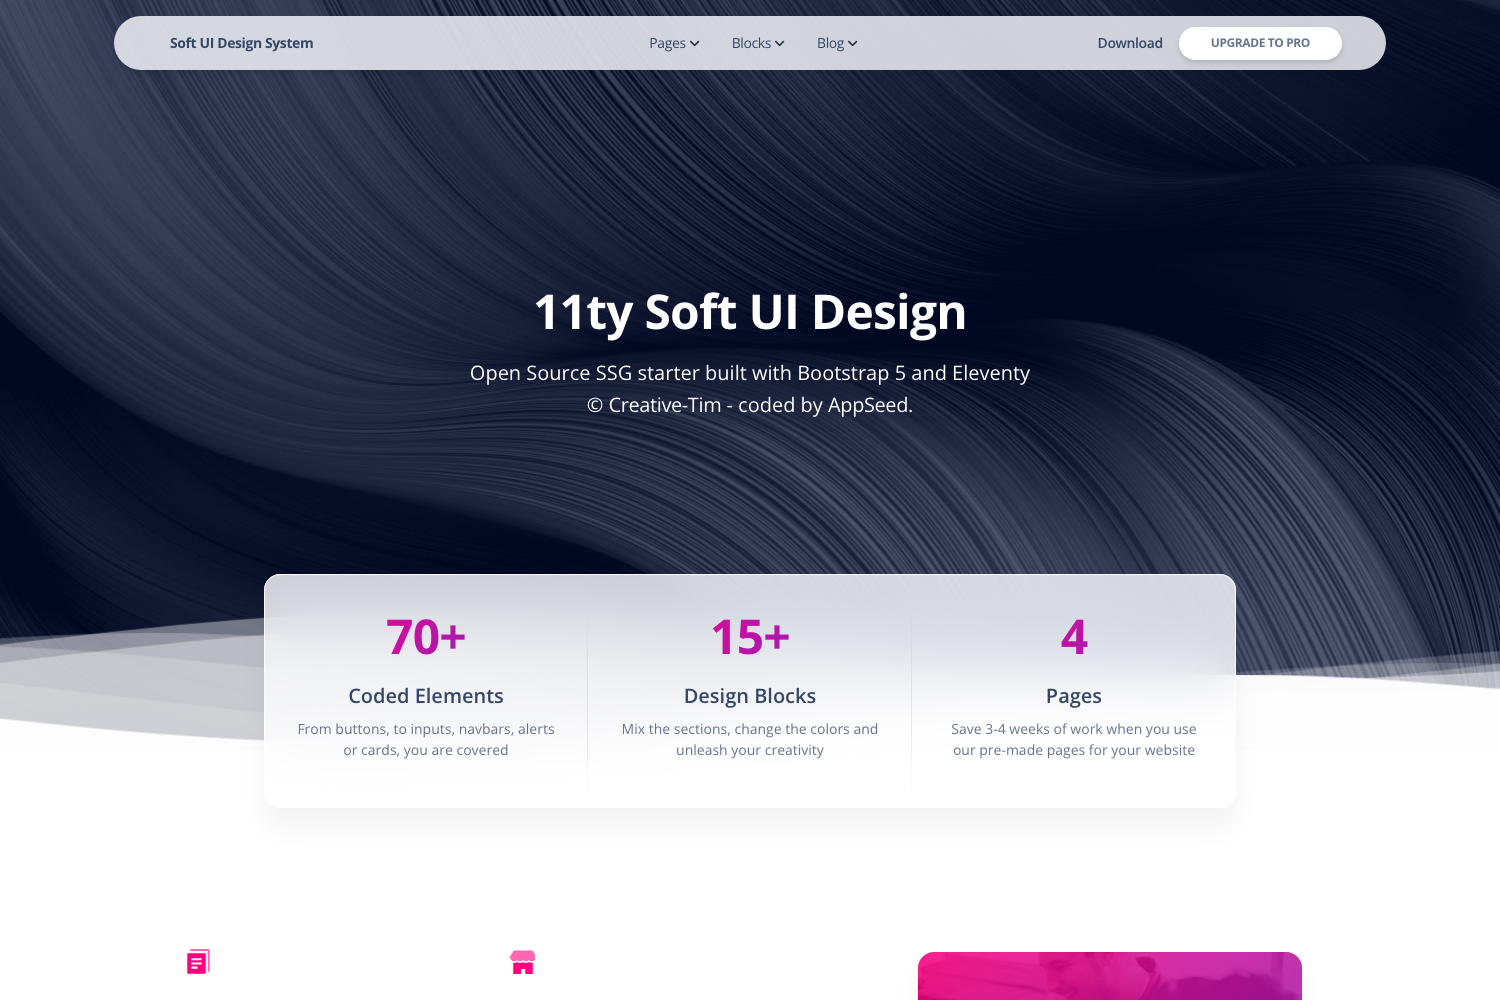 Soft UI Design System
Pages
Blocks
Blog
Download
UPGRADE TO PRO
11ty Soft UI Design
Open Source SSG starter built with Bootstrap 5 and Eleventy
© Creative-Tim - coded by AppSeed.
70+
Coded Elements
From buttons, to inputs, navbars, alerts
or cards, you are covered
15+
Design Blocks
Mix the sections, change the colors and
unleash your creativity
4
Pages
Save 3-4 weeks of work when you use
our pre-made pages for your website